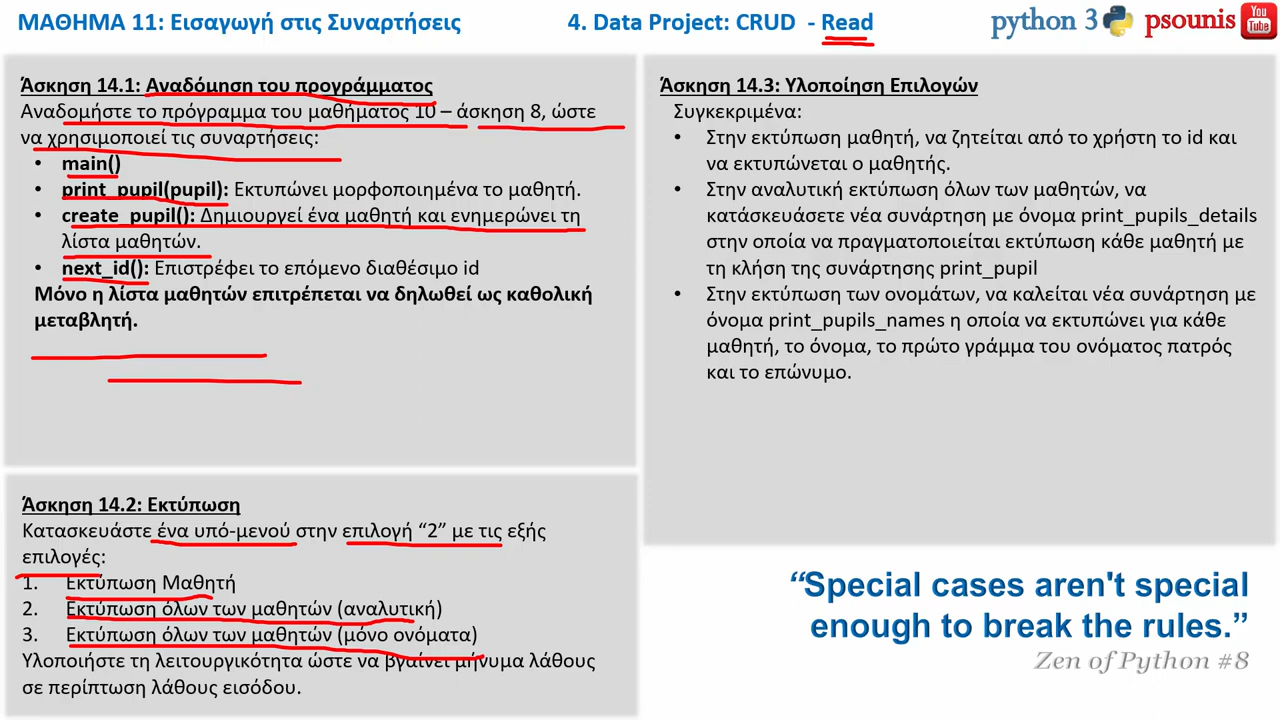 ΜΑΘΗΜΑ 11: Εισαγωγή στις Συναρτήσεις
4. Data Project: CRUD - Read
python 3
psounis
You
Tube
Άσκηση 14.1: Αναδόμηση του προγράμματος
Αναδομήστε το πρόγραμμα του μαθήματος 10 – άσκηση 8, ώστε
να χρησιμοποιεί τις συναρτήσεις:
• main()
• print_pupil(pupil): Εκτυπώνει μορφοποιημένα το μαθητή.
• create_pupil(): Δημιουργεί ένα μαθητή και ενημερώνει τη
λίστα μαθητών.
• next_id(): Επιστρέφει το επόμενο διαθέσιμο id
Μόνο η λίστα μαθητών επιτρέπεται να δηλωθεί ως καθολική
μεταβλητή.
Άσκηση 14.2: Εκτύπωση
Κατασκευάστε ένα υπό-μενού στην επιλογή “2” με τις εξής
επιλογές:
1. Εκτύπωση Μαθητή
2. Εκτύπωση όλων των μαθητών (αναλυτική)
3. Εκτύπωση όλων των μαθητών (μόνο ονόματα)
Υλοποιήστε τη λειτουργικότητα ώστε να βγαίνει μήνυμα λάθους
σε περίπτωση λάθους εισόδου.
Άσκηση 14.3: Υλοποίηση Επιλογών
Συγκεκριμένα:
• Στην εκτύπωση μαθητή, να ζητείται από το χρήστη το id και
να εκτυπώνεται ο μαθητής.
• Στην αναλυτική εκτύπωση όλων των μαθητών, να
κατάσκευάσετε νέα συνάρτηση με όνομα print_pupils_details
στην οποία να πραγματοποιείται εκτύπωση κάθε μαθητή με
τη κλήση της συνάρτησης print_pupil
• Στην εκτύπωση των ονομάτων, να καλείται νέα συνάρτηση με
όνομα print_pupils_names η οποία να εκτυπώνει για κάθε
μαθητή, το όνομα, το πρώτο γράμμα του ονόματος πατρός
και το επώνυμο.
“Special cases aren't special
enough to break the rules.”
Zen of Python #8